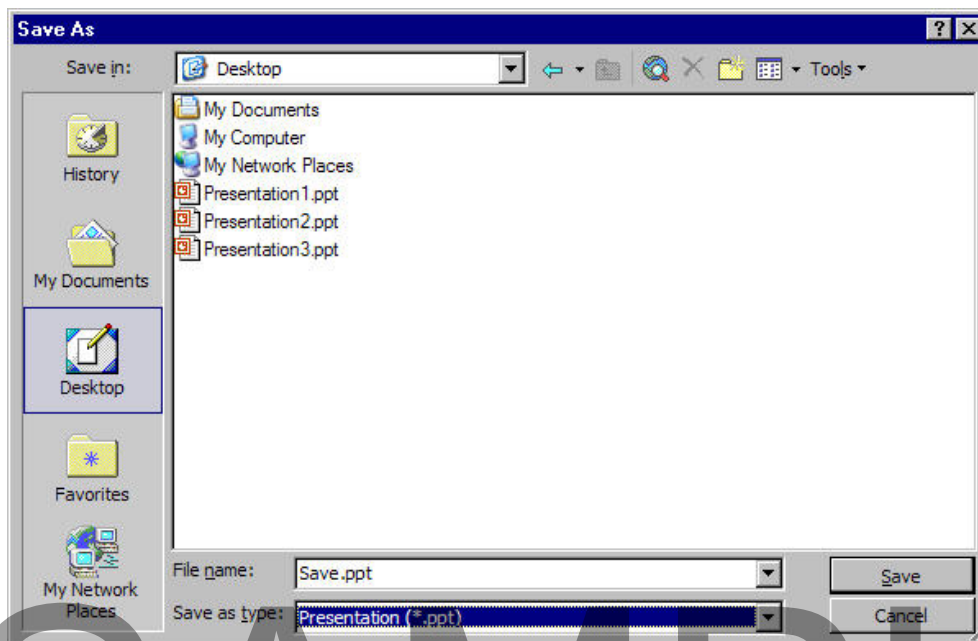 Save As
Save in:
Desktop
Tools
My Documents
My Computer
My Network Places
Presentation1.ppt
Presentation2.ppt
Presentation3.ppt
History
My Documents
Desktop
Favorites
My Network
Places
File name:
Save.ppt
Save
Save as type:
Presentation (*.ppt)
Cancel